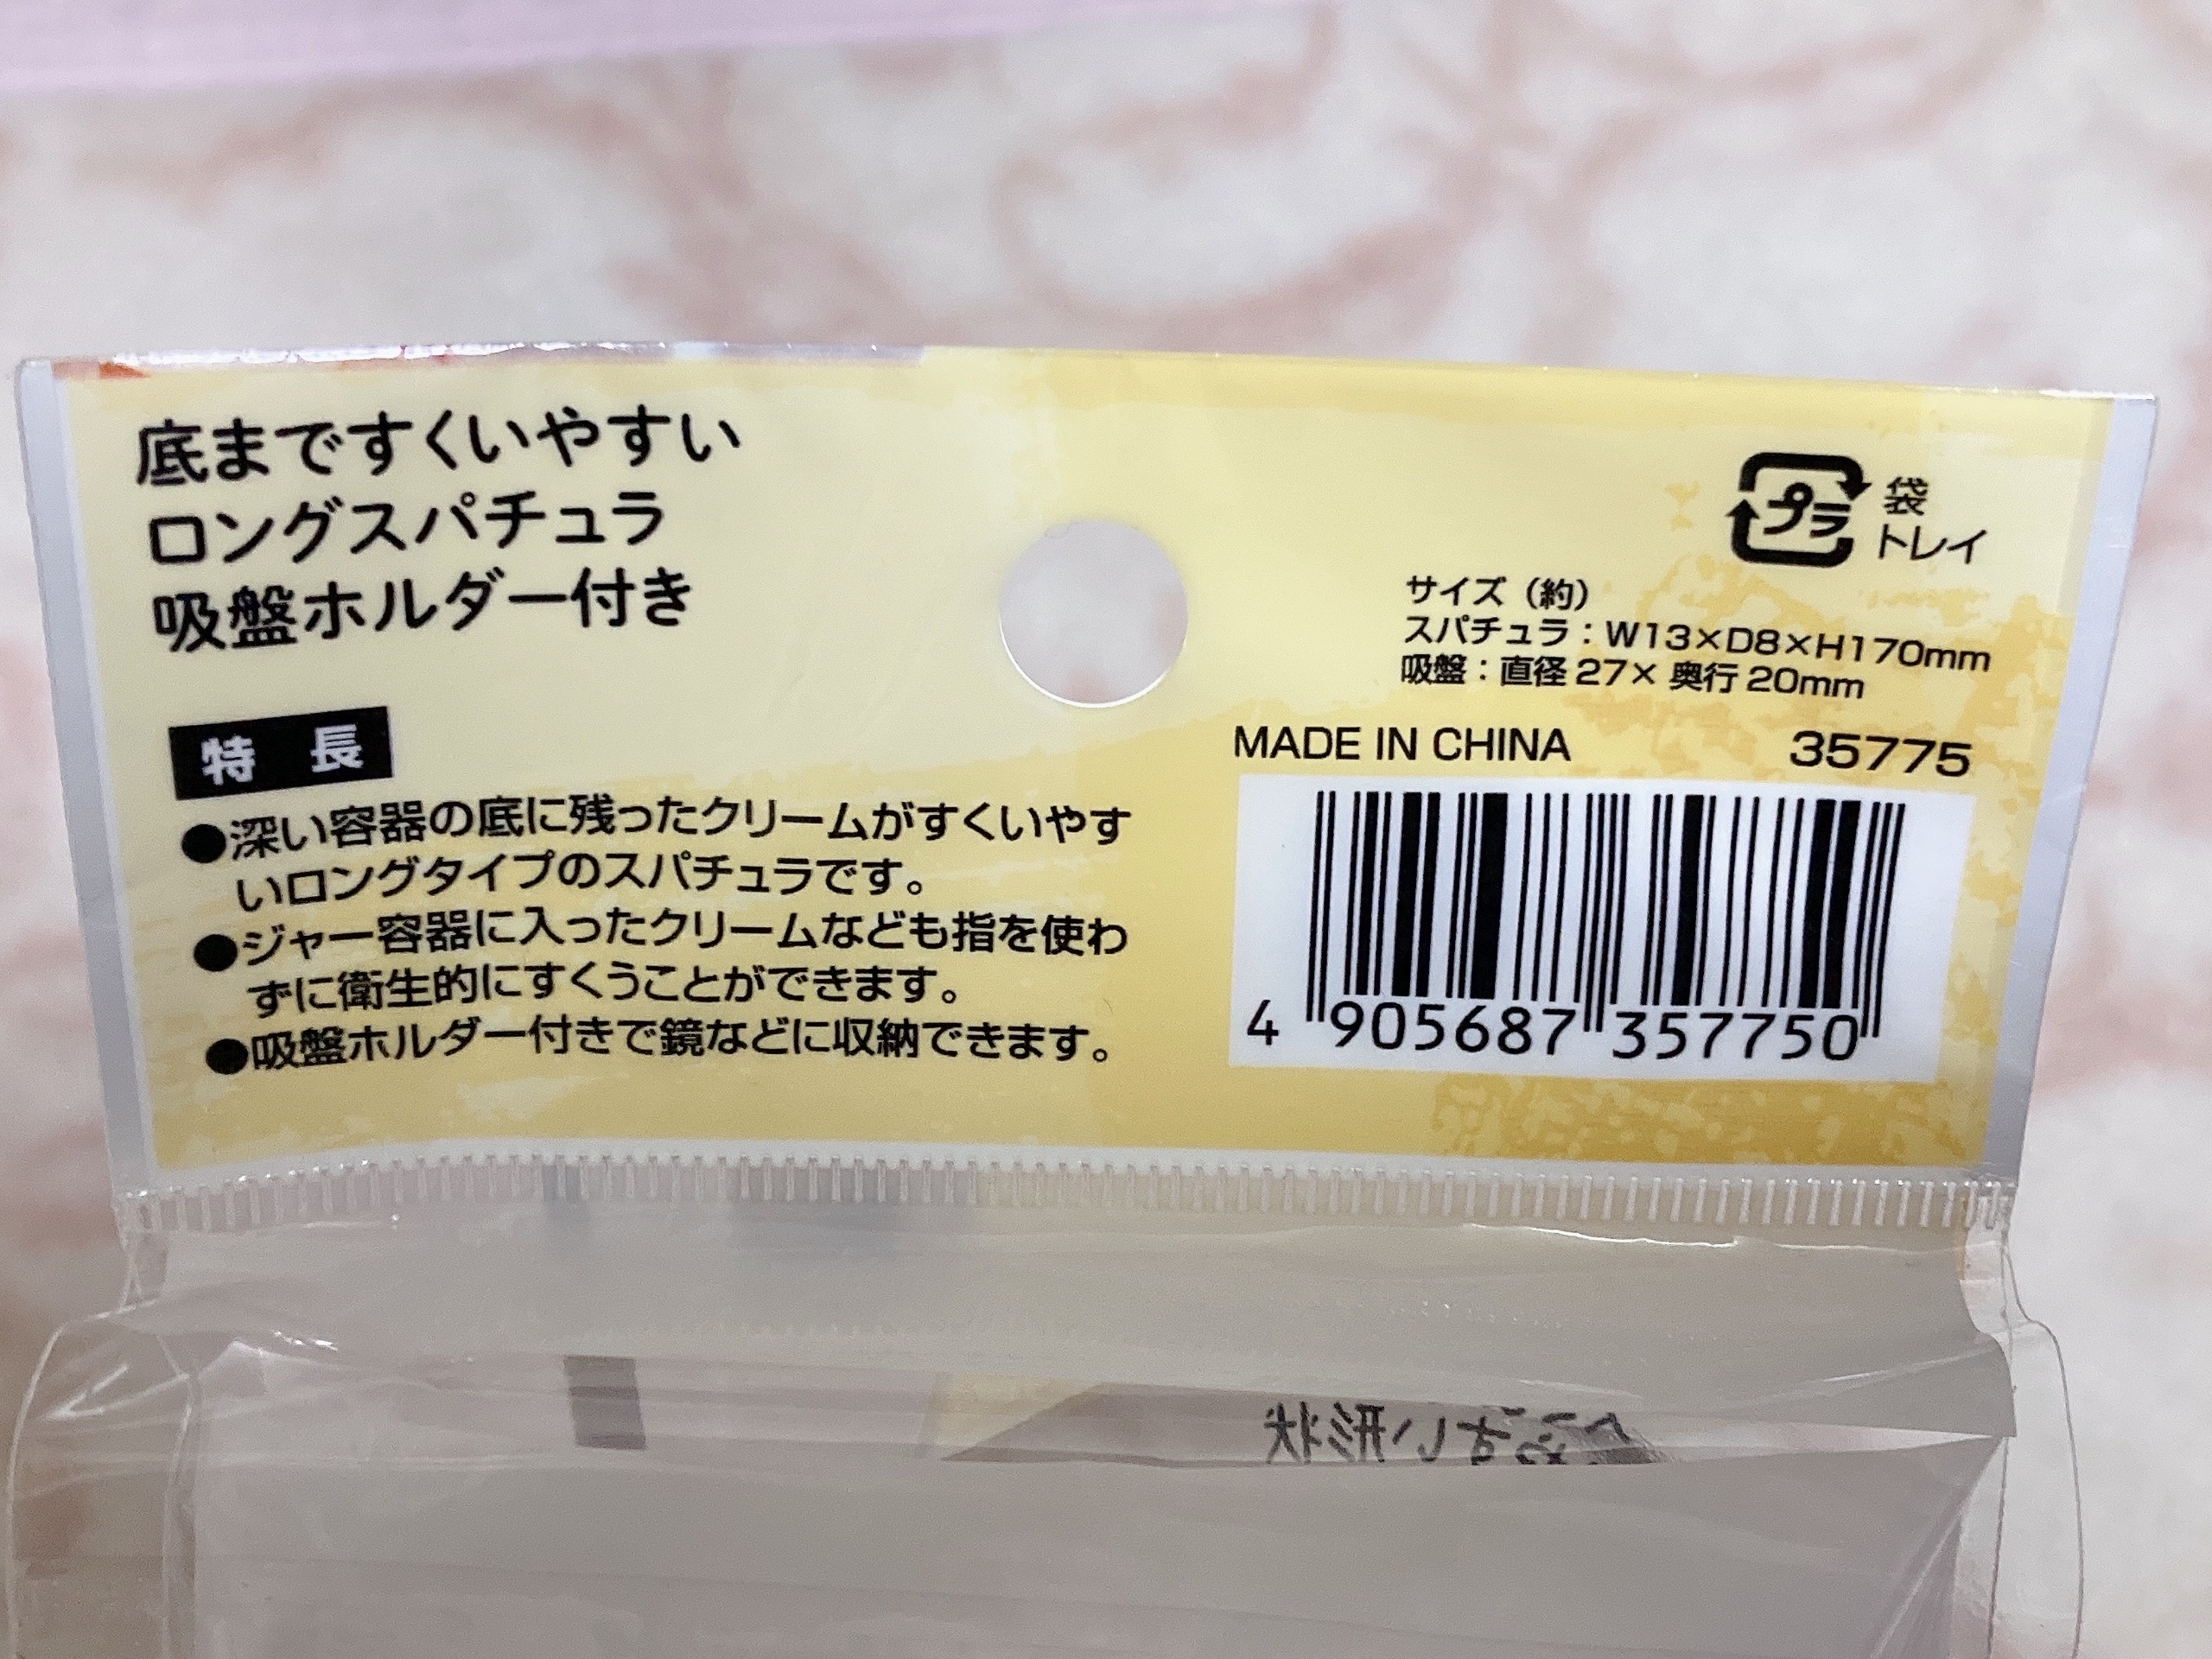 底まですくいやすい
ロングスパチュラ
吸盤ホルダー付き
特長
●深い容器の底に残ったクリームがすくいやす
いロングタイプのスパチュラです。
●ジャー容器に入ったクリームなども指を使わ
ずに衛生的にすくうことができます。
●吸盤ホルダー付きで鏡などに収納できます。
プラ
袋
トレイ
サイズ（約）
スパチュラ：W13×D8×H170mm
吸盤：直径27×奥行20mm
MADE IN CHINA 35775
4 905687 357750
すい形状